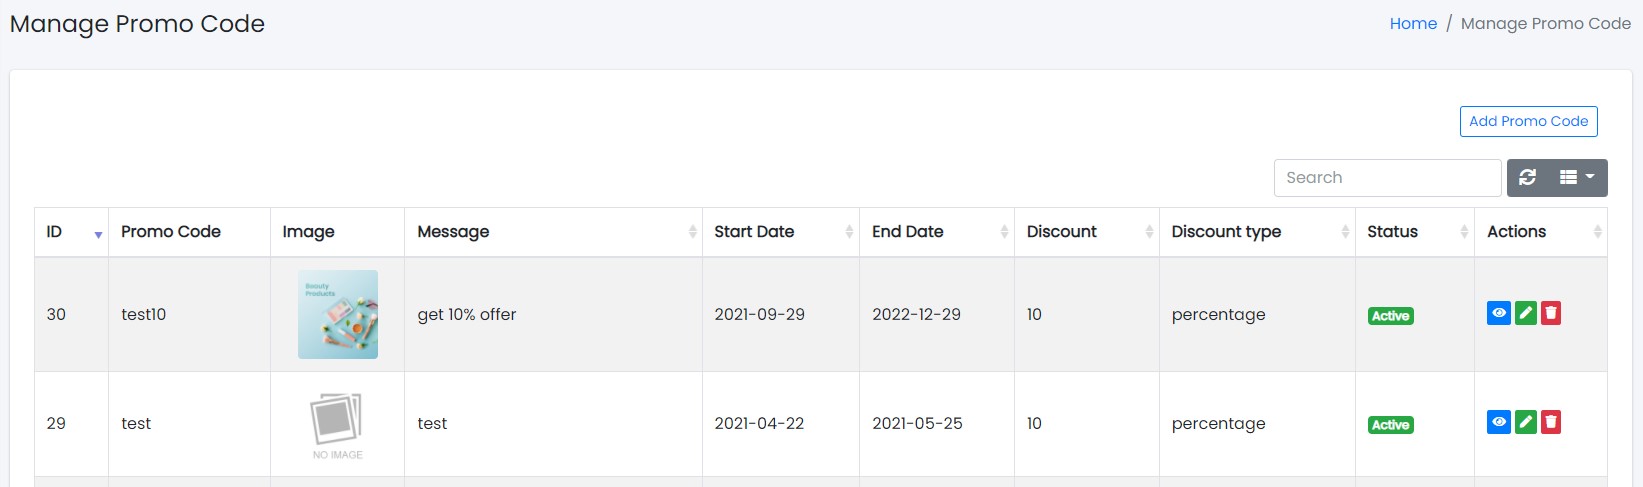 Manage Promo Code
Home / Manage Promo Code
Add Promo Code
Search
ID Promo Code Image Message Start Date End Date Discount Discount type Status Actions
Beauty
Products
30 test10 get 10% offer 2021-09-29 2022-12-29 10 percentage Active
29 test test 2021-04-22 2021-05-25 10 percentage Active
NO IMAGE